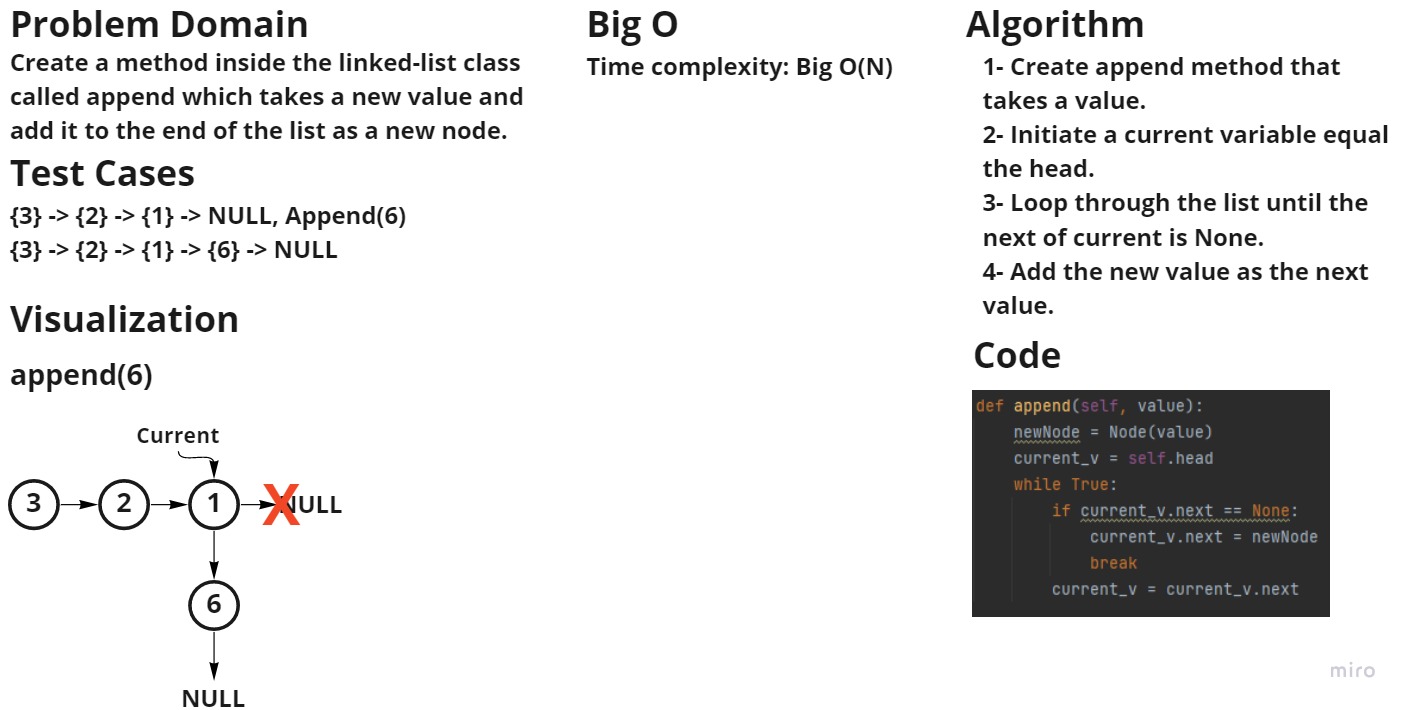 Problem Domain
Create a method inside the linked-list class
called append which takes a new value and
add it to the end of the list as a new node.
Test Cases
{3} -> {2} -> {1} -> NULL, Append(6)
{3} -> {2} -> {1} -> {6} -> NULL
Visualization
append(6)
Current
3 2 1 X NULL
6
NULL
Big O
Time complexity: Big O(N)
Algorithm
1- Create append method that
takes a value.
2- Initiate a current variable equal
the head.
3- Loop through the list until the
next of current is None.
4- Add the new value as the next
value.
Code
def append(self, value):
    newNode = Node(value)
    current_v = self.head
    while True:
        if current_v.next == None:
            current_v.next = newNode
            break
        current_v = current_v.next
miro